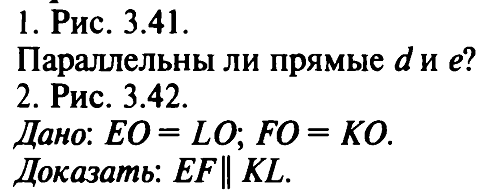 1. Рис. 3.41.
Параллельны ли прямые d и e?
2. Рис. 3.42.
Дано: EO = LO; FO = KO.
Доказать: EF || KL.